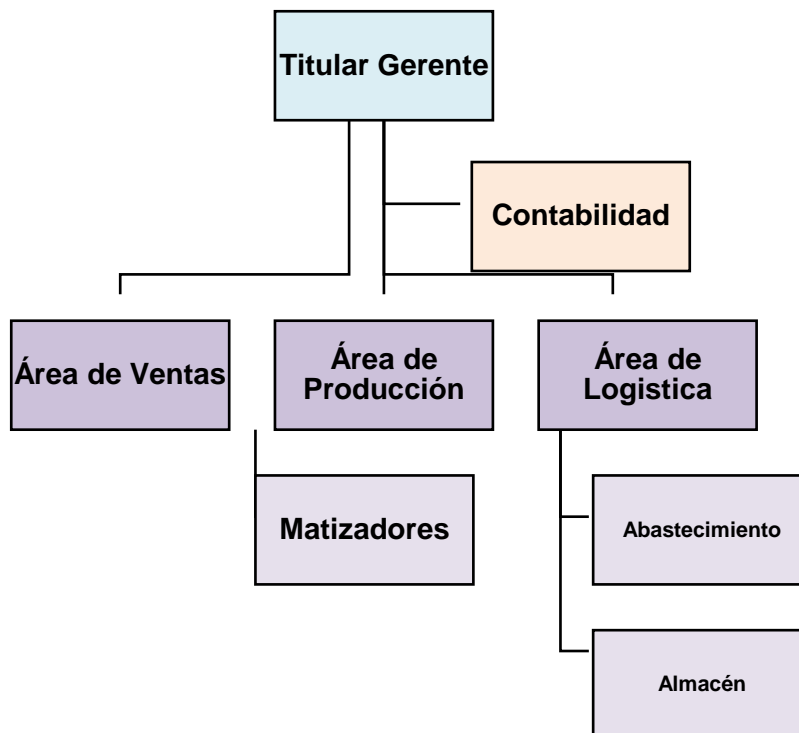 Titular Gerente
Contabilidad
Área de Ventas
Área de
Producción
Área de
Logistica
Matizadores
Abastecimiento
Almacén